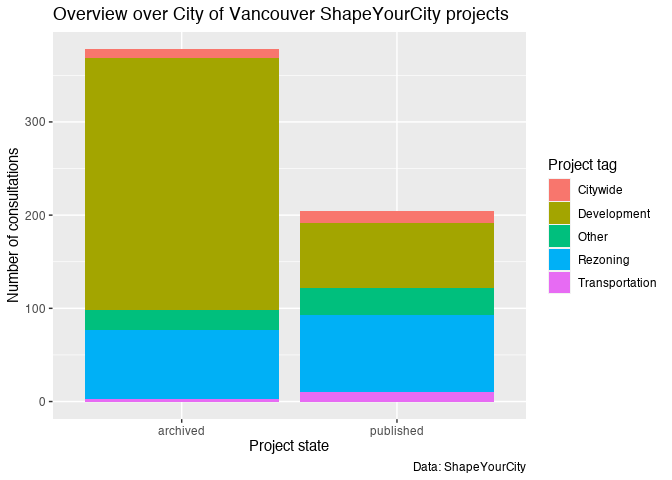 Overview over City of Vancouver ShapeYourCity projects
Number of consultations
300
200
100
0
archived
published
Project state
Project tag
Citywide
Development
Other
Rezoning
Transportation
Data: ShapeYourCity